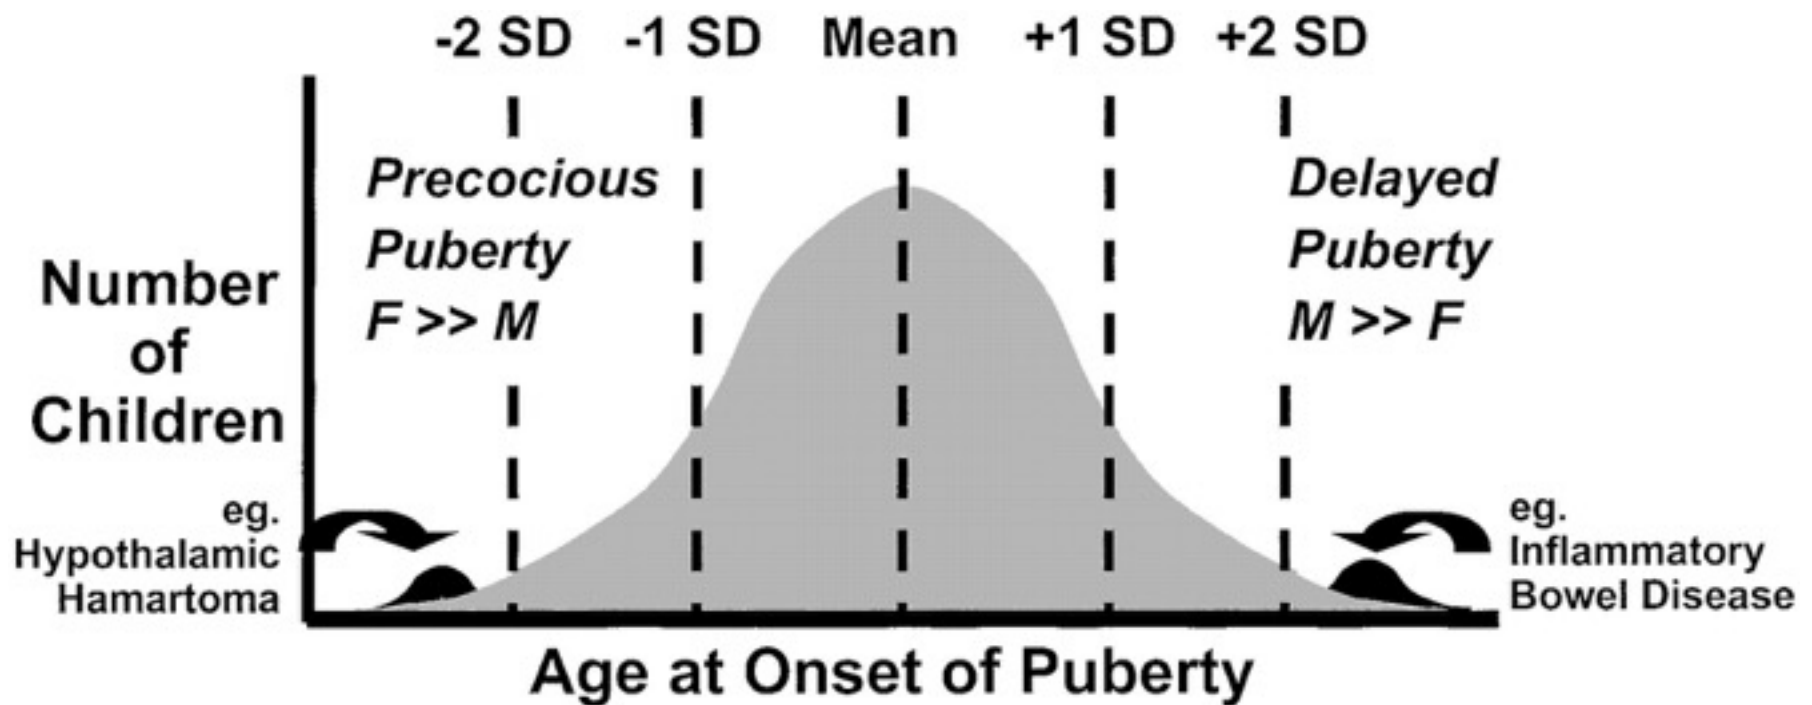 -2 SD -1 SD Mean +1 SD +2 SD
Precocious
Puberty
F >> M
Delayed
Puberty
M >> F
Number
of
Children
eg.
Hypothalamic
Hamartoma
eg.
Inflammatory
Bowel Disease
Age at Onset of Puberty